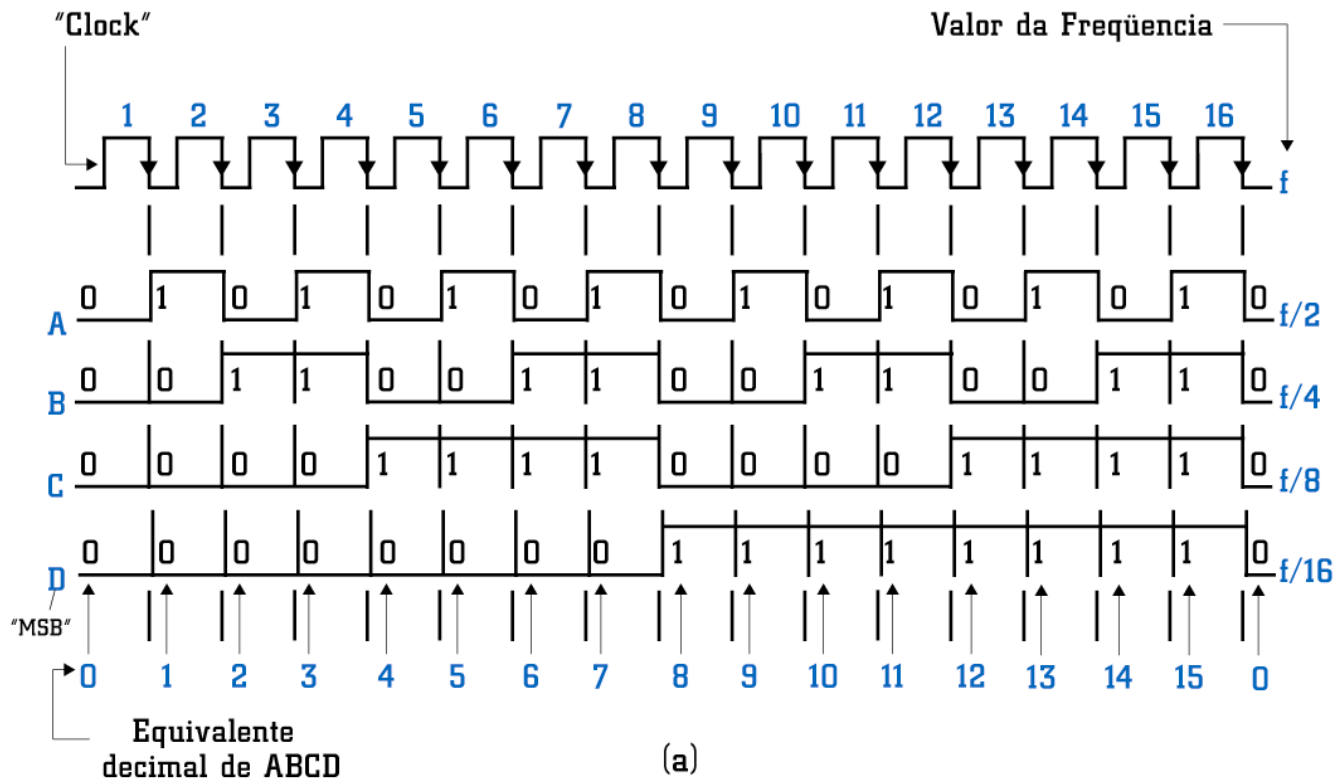 "Clock"
Valor da Freqüencia
1 2 3 4 5 6 7 8 9 10 11 12 13 14 15 16
f
0 1 0 1 0 1 0 1 0 1 0 1 0 1 0 1 0
A
f/2
0 0 1 1 0 0 1 1 0 0 1 1 0 0 1 1 0
B
f/4
0 0 0 0 1 1 1 1 0 0 0 0 1 1 1 1 0
C
f/8
0 0 0 0 0 0 0 0 1 1 1 1 1 1 1 1 0
D
f/16
"MSB"
0 1 2 3 4 5 6 7 8 9 10 11 12 13 14 15 0
Equivalente
decimal de ABCD
(a)